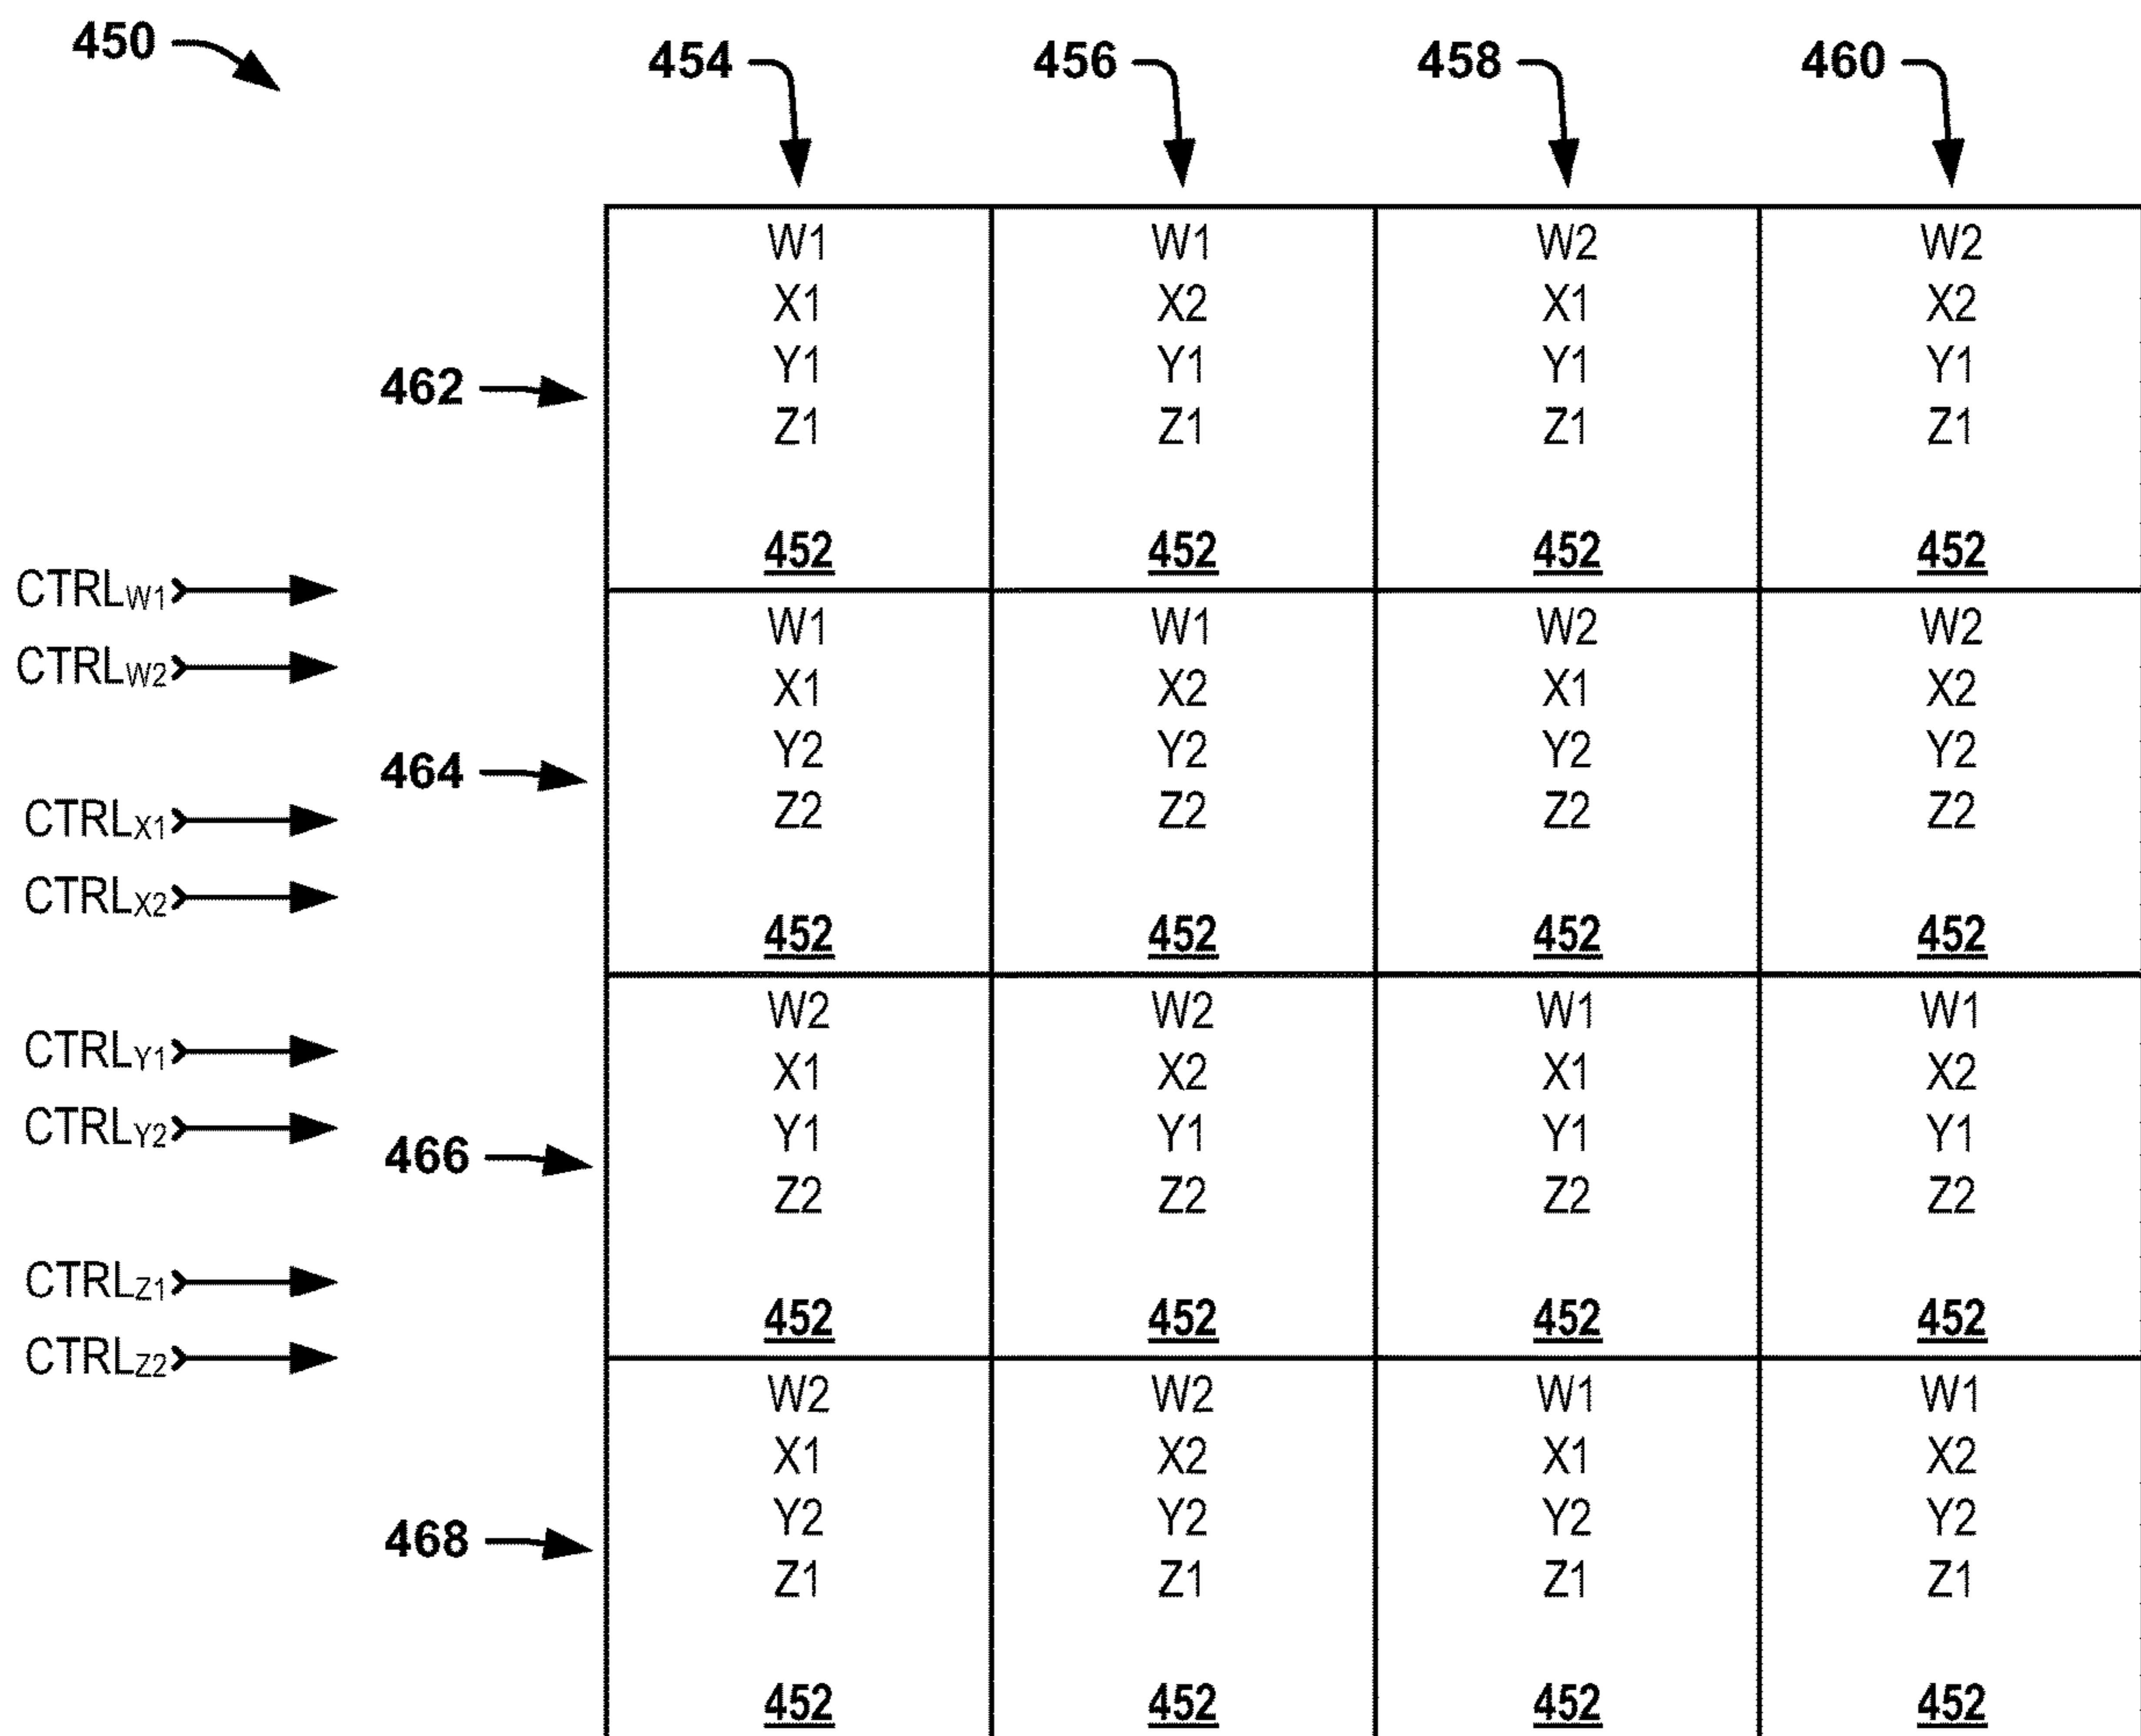 450
454 456 458 460
W1 W1 W2 W2
X1 X2 X1 X2
Y1 Y1 Y1 Y1
462
Z1 Z1 Z1 Z1
452 452 452 452
CTRLW1
W1 W1 W2 W2
CTRLW2
X1 X2 X1 X2
Y2 Y2 Y2 Y2
464
CTRLX1
Z2 Z2 Z2 Z2
CTRLX2
452 452 452 452
W2 W2 W1 W1
CTRLY1
X1 X2 X1 X2
CTRLY2
Y1 Y1 Y1 Y1
466
Z2 Z2 Z2 Z2
CTRLZ1
452 452 452 452
CTRLZ2
W2 W2 W1 W1
X1 X2 X1 X2
Y2 Y2 Y2 Y2
468
Z1 Z1 Z1 Z1
452 452 452 452